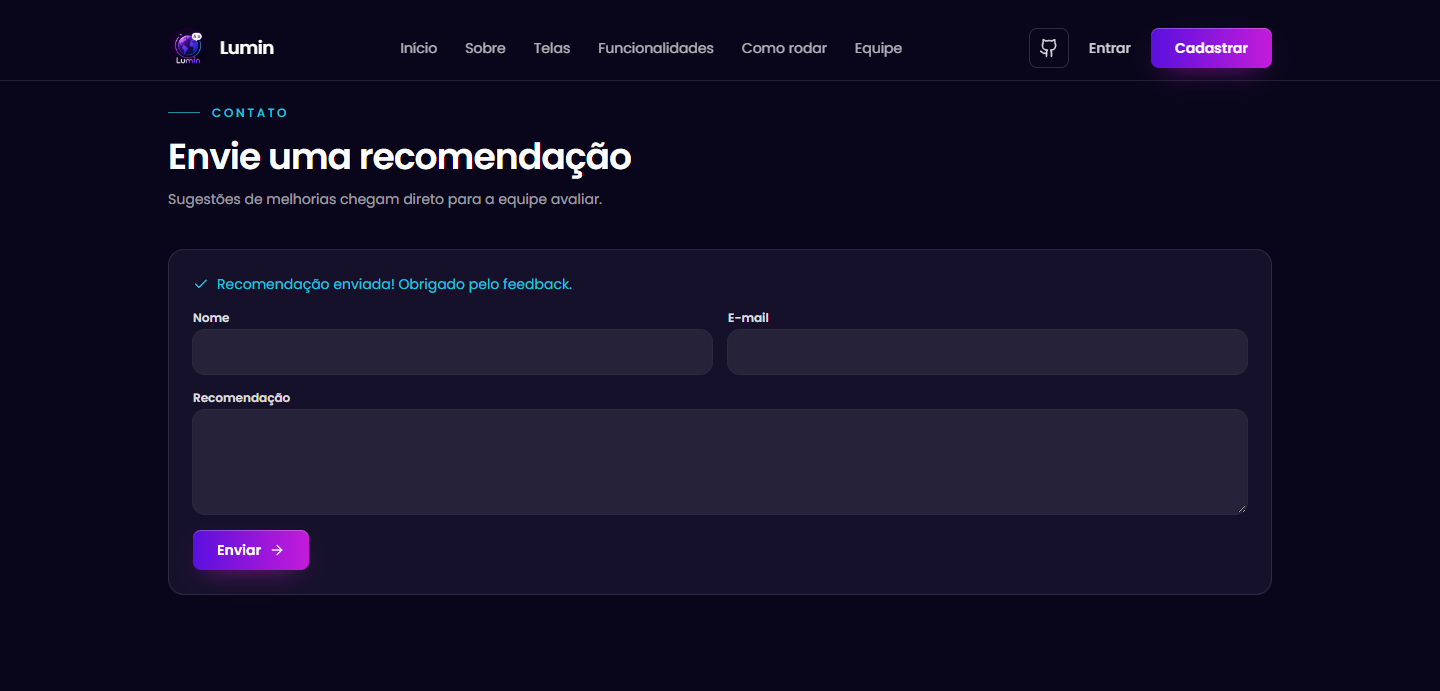 Lumin
Lumin
Início
Sobre
Telas
Funcionalidades
Como rodar
Equipe
Entrar
Cadastrar
CONTATO
Envie uma recomendação
Sugestões de melhorias chegam direto para a equipe avaliar.
Recomendação enviada! Obrigado pelo feedback.
Nome
E-mail
Recomendação
Enviar